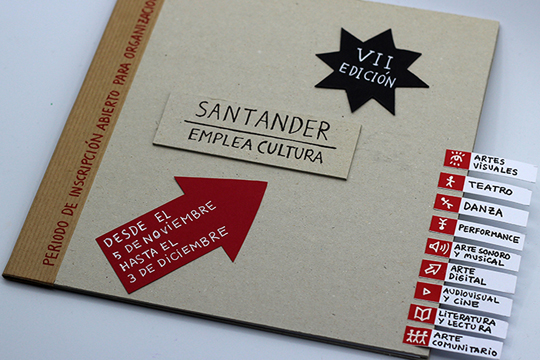 PERIODO DE INSCRIPCIÓN ABIERTO PARA ORGANIZACIO
VII
EDICIÓN
SANTANDER
EMPLEA CULTURA
DESDE EL
5 DE NOVIEMBRE
HASTA EL
3 DE DICIEMBRE
ARTES
VISUALES
TEATRO
DANZA
PERFORMANCE
ARTE SONORO
Y MUSICAL
ARTE
DIGITAL
AUDIOVISUAL
Y CINE
LITERATURA
Y LECTURA
ARTE
COMUNITARIO